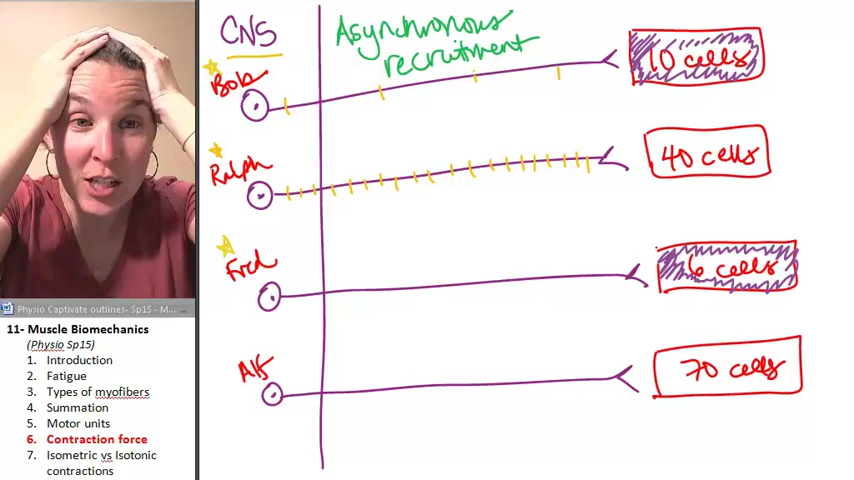 CNS
Asynchronous
recruitment
Bob
10 cells
Ralph
40 cells
Fred
6 cells
Alf
70 cells
Physio Captivate outlines- Sp15 - M...
11- Muscle Biomechanics
(Physio Sp15)
1. Introduction
2. Fatigue
3. Types of myofibers
4. Summation
5. Motor units
6. Contraction force
7. Isometric vs Isotonic
contractions